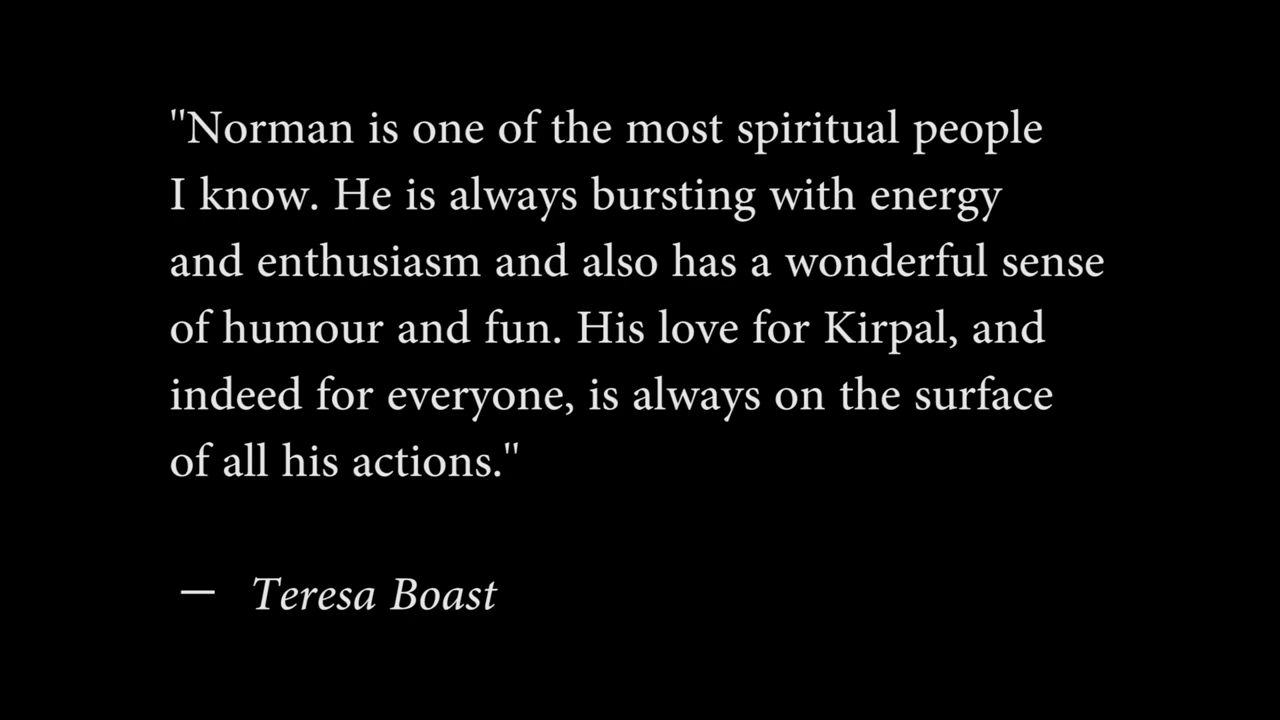 "Norman is one of the most spiritual people
I know. He is always bursting with energy
and enthusiasm and also has a wonderful sense
of humour and fun. His love for Kirpal, and
indeed for everyone, is always on the surface
of all his actions."
— Teresa Boast